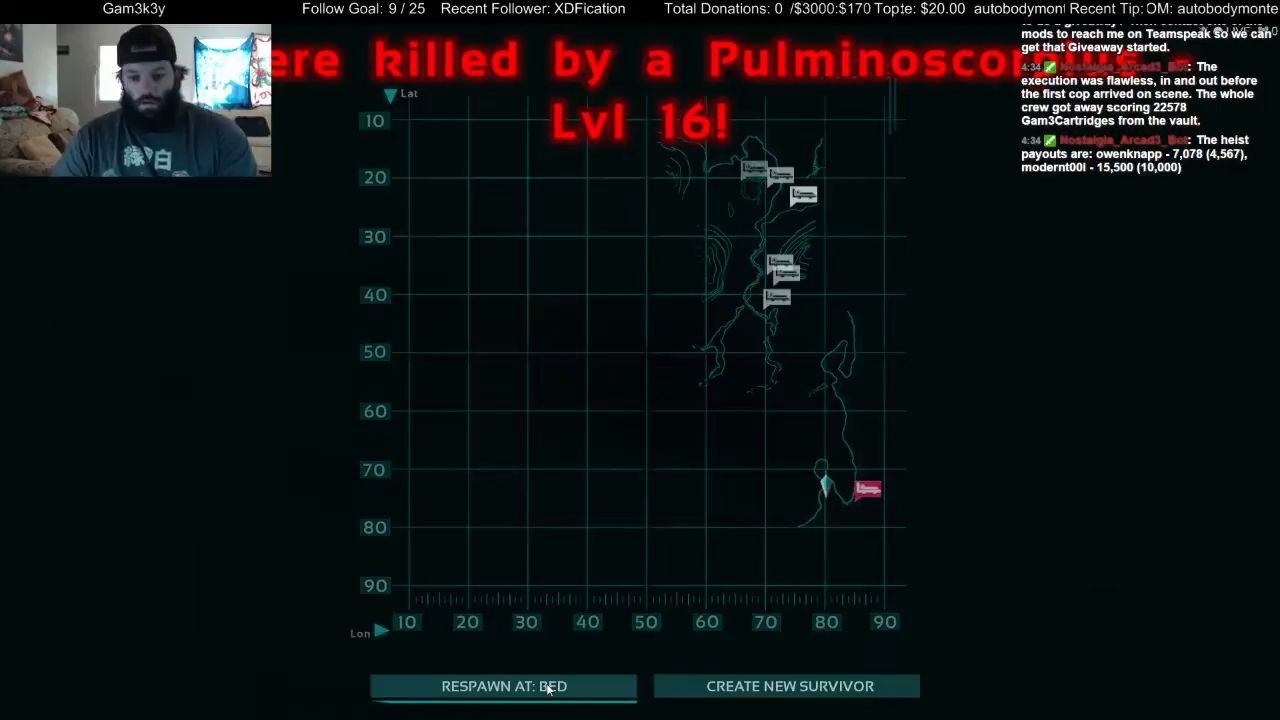 Gam3k3y
Follow Goal: 9 / 25
Recent Follower: XDFication
Total Donations: 0 /$3000:$170
Top
$20.00
autobodymon
Recent Tip:
autobodymonte
mods to reach me on Teamspeak So we can
get that Giveaway started.
4:34 Nostalgia_Arcad3_Bot: The
execution was flawless, in and out before
the first cop arrived on scene. The whole
crew got away scoring 22578
Gam3Cartridges from the vault.
4:34 Nostalgia_Arcad3_Bot: The heist
payouts are: owenknapp - 7,078 (4,567),
modernt00l - 15,500 (10,000)
ere killed by a
Lvl 16!
Lat
10
20
30
40
50
60
70
80
90
Lon
10 20 30 40 50 60 70 80 90
RESPAWN AT: BED
CREATE NEW SURVIVOR